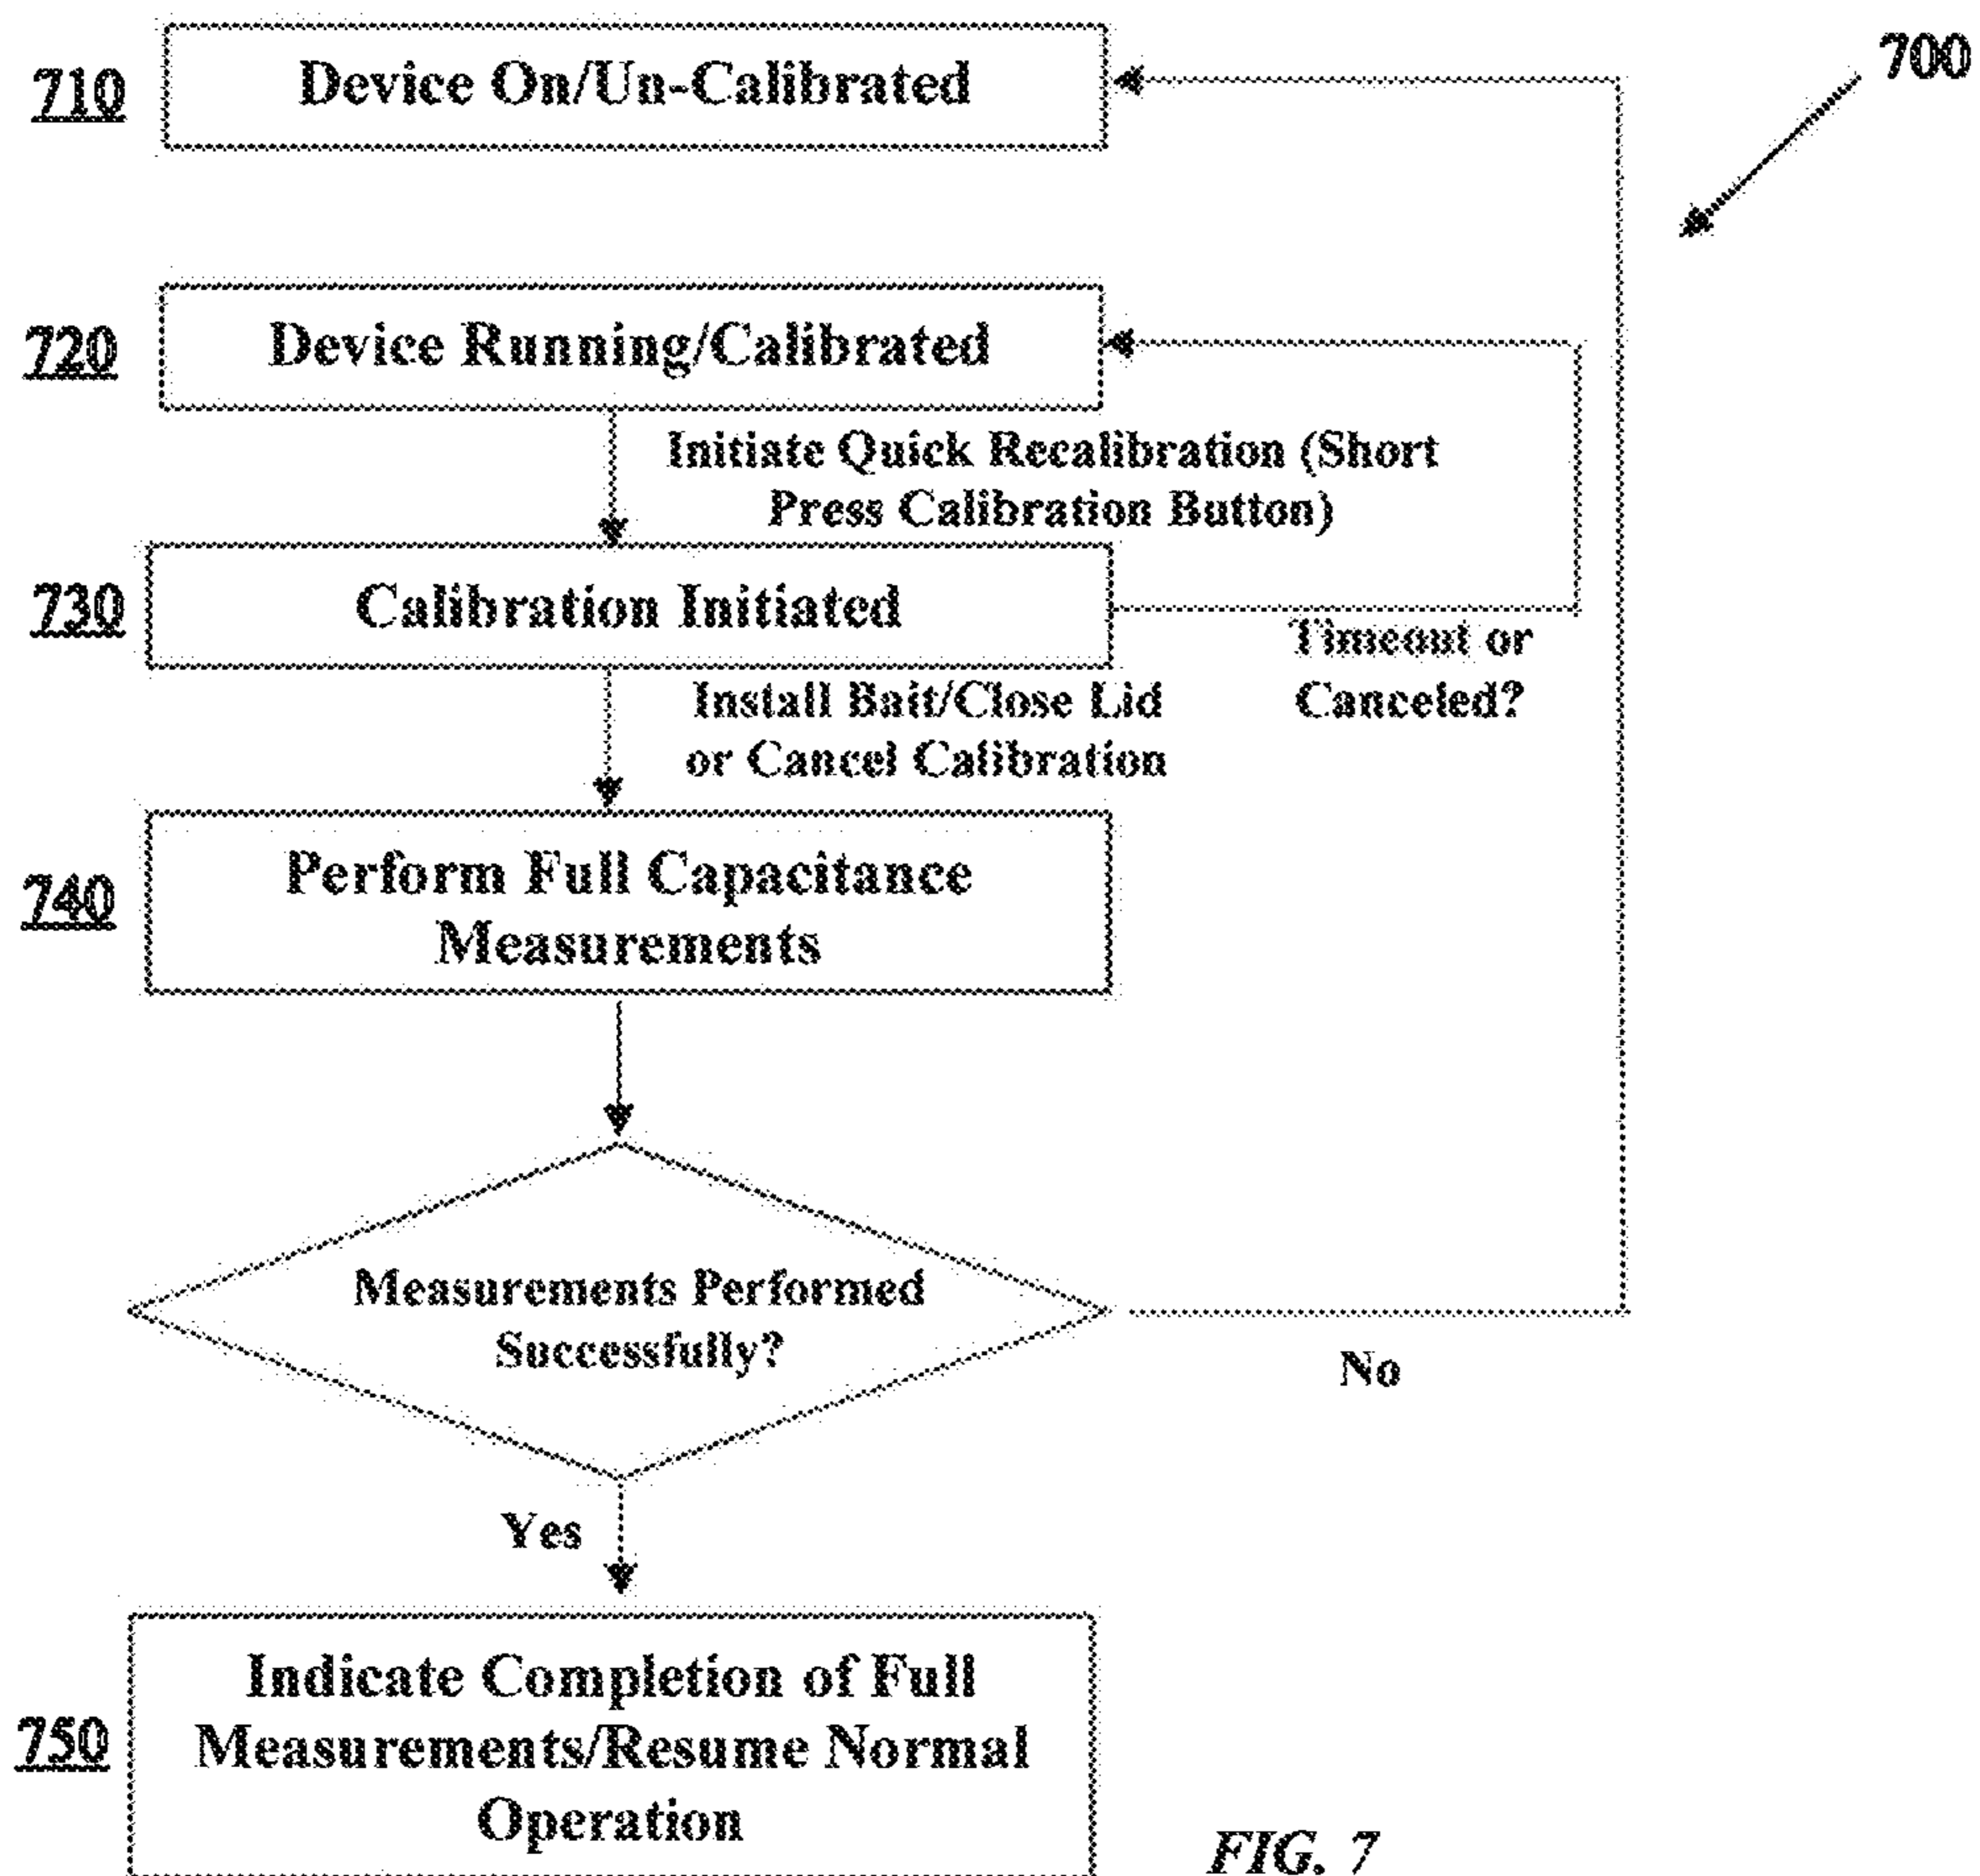 700
710
Device On/Un-Calibrated
720
Device Running/Calibrated
Initiate Quick Recalibration (Short
Press Calibration Button)
730
Calibration Initiated
Timeout or
Canceled?
Install Bait/Close Lid
or Cancel Calibration
740
Perform Full Capacitance
Measurements
Measurements Performed
Successfully?
No
Yes
750
Indicate Completion of Full
Measurements/Resume Normal
Operation
FIG. 7